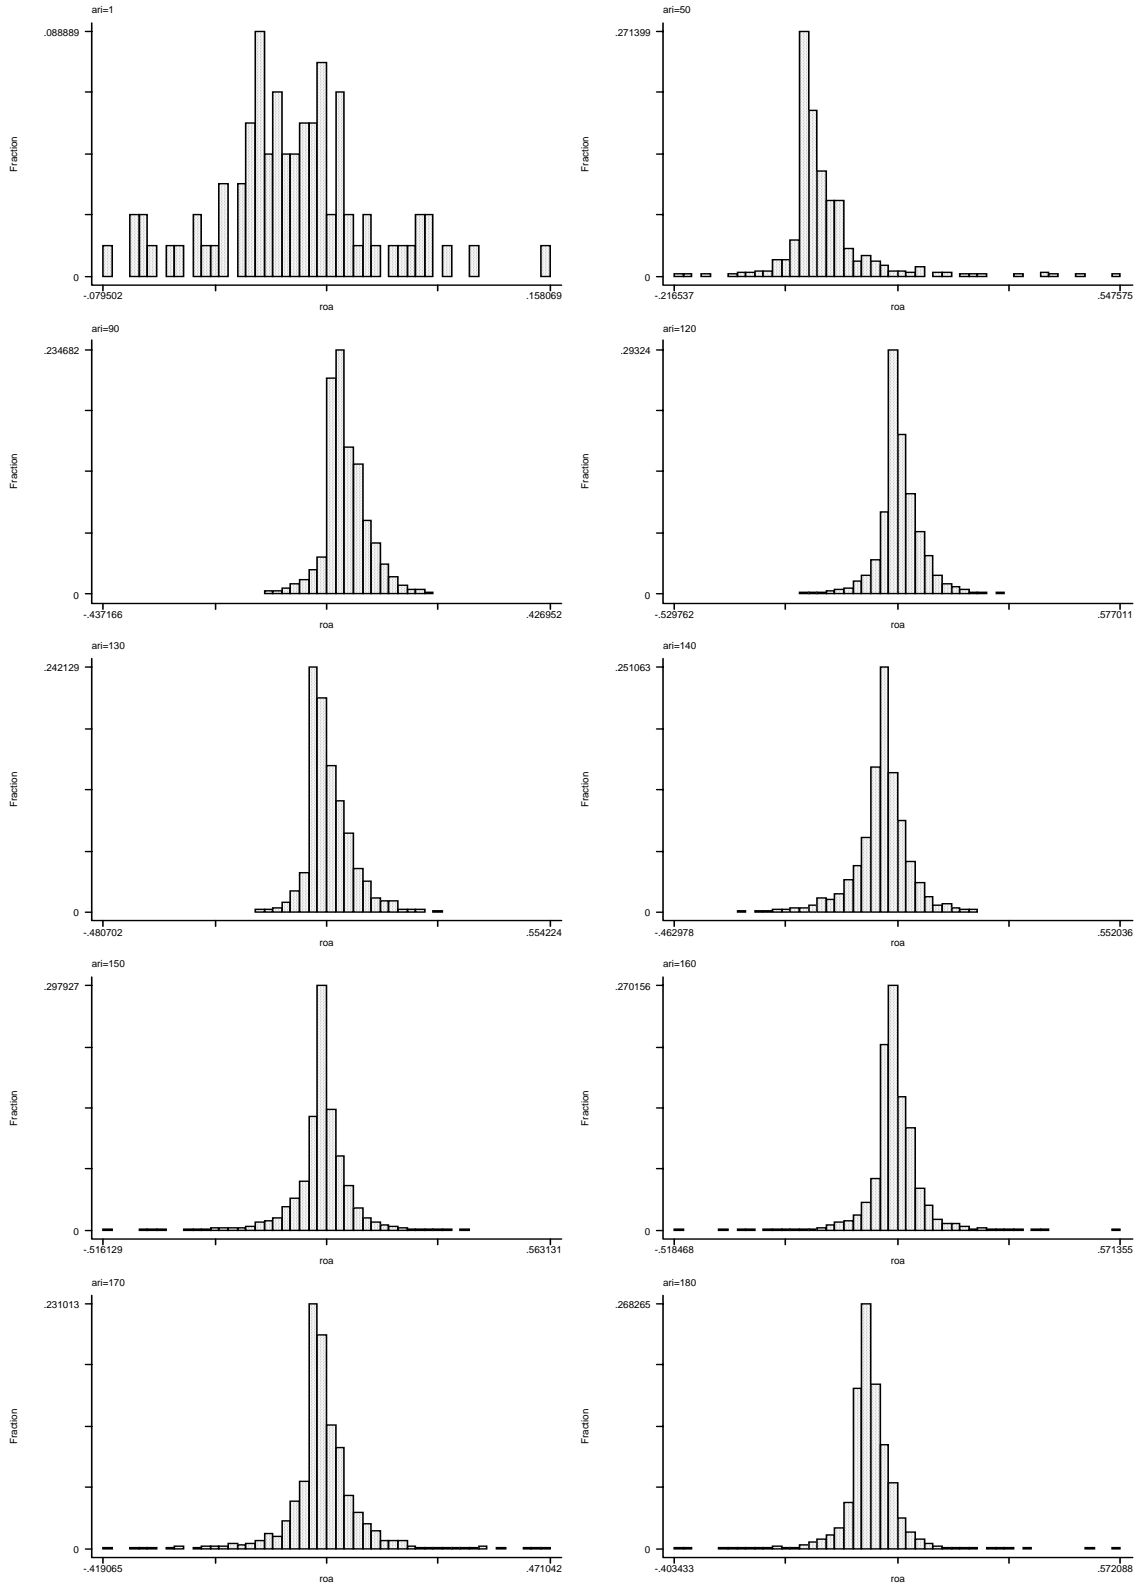 ari=1
.088889
Fraction
0
-.079502
.158069
roa
ari=50
.271399
Fraction
0
-.216537
.547575
roa
ari=90
.234682
Fraction
0
-.437166
.426952
roa
ari=120
.29324
Fraction
0
-.529762
.577011
roa
ari=130
.242129
Fraction
0
-.480702
.554224
roa
ari=140
.251063
Fraction
0
-.462978
.552036
roa
ari=150
.297927
Fraction
0
-.516129
.563131
roa
ari=160
.270156
Fraction
0
-.518468
.571355
roa
ari=170
.231013
Fraction
0
-.419065
.471042
roa
ari=180
.268265
Fraction
0
-.403433
.572088
roa